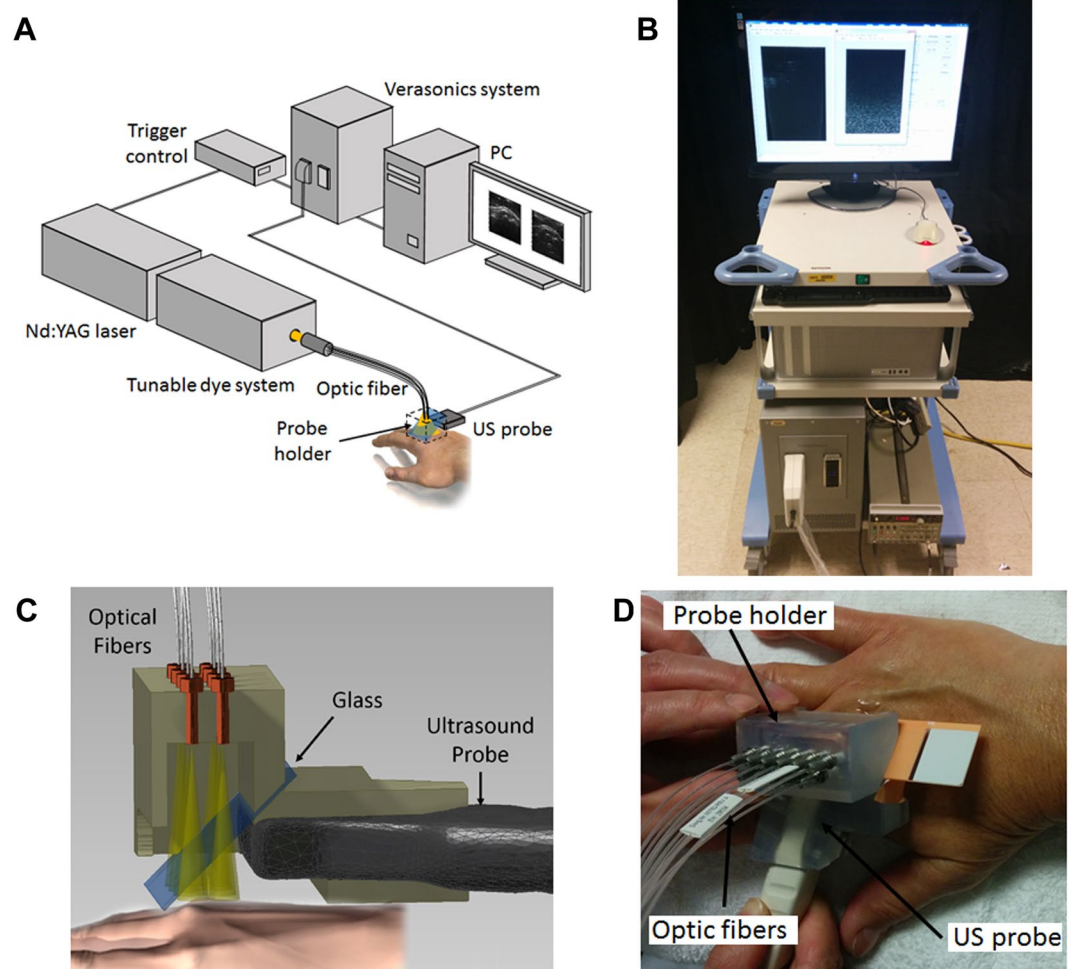 A
Verasonics system
Trigger
control
PC
Nd:YAG laser
Tunable dye system
Optic fiber
Probe
holder
US probe
B
C
Optical
Fibers
Glass
Ultrasound
Probe
D
Probe holder
Optic fibers
US probe